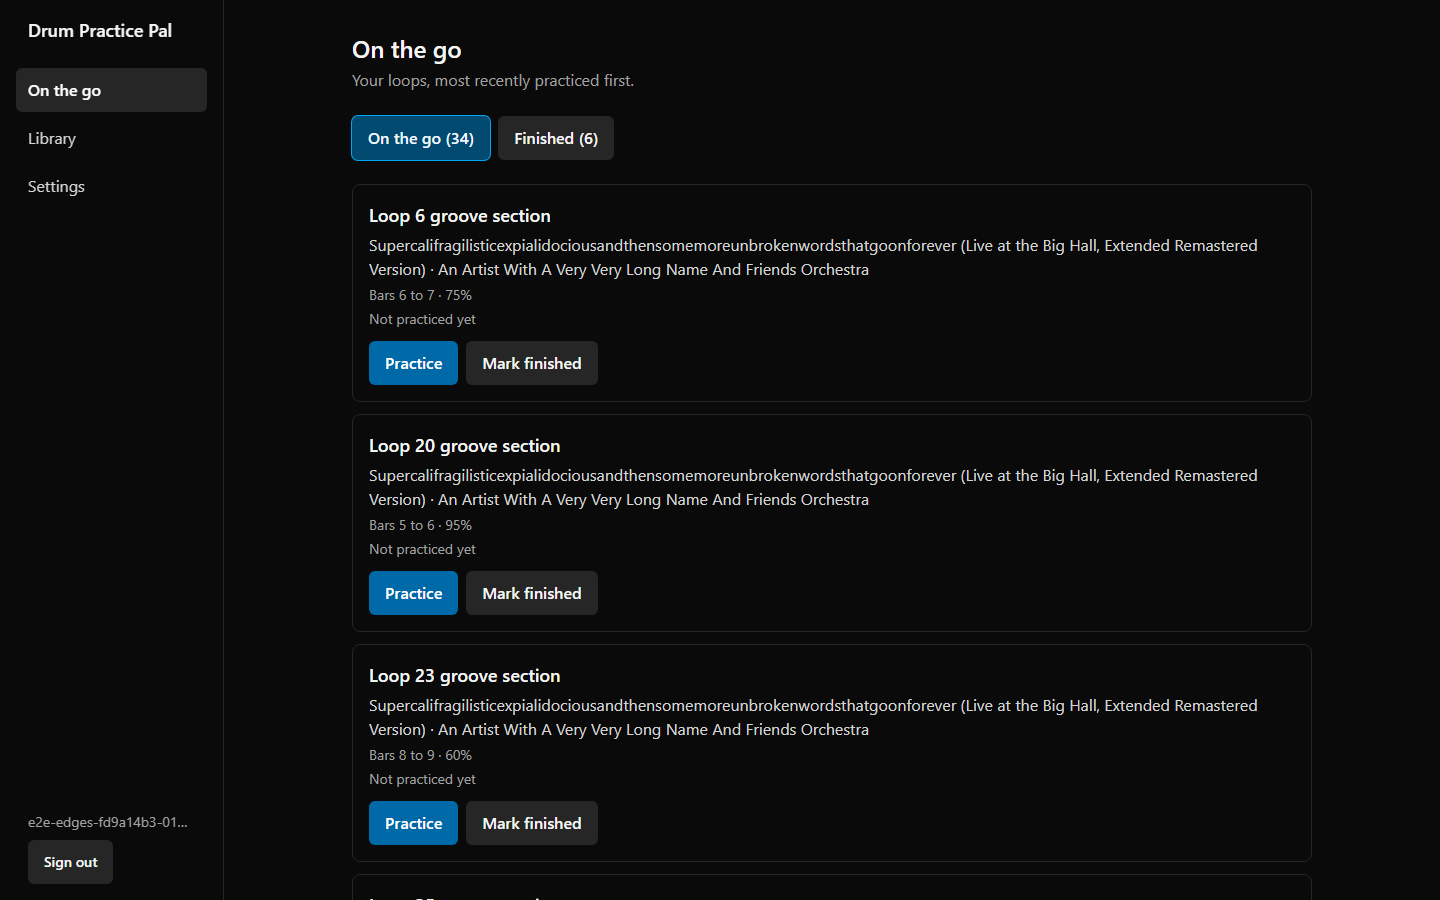 Drum Practice Pal
On the go
Library
Settings
e2e-edges-fd9a14b3-01...
Sign out
On the go
Your loops, most recently practiced first.
On the go (34)
Finished (6)
Loop 6 groove section
Supercalifragilisticexpialidociousandthensomemoreunbrokenwordsthatgoonforever (Live at the Big Hall, Extended Remastered
Version) · An Artist With A Very Very Long Name And Friends Orchestra
Bars 6 to 7 · 75%
Not practiced yet
Practice
Mark finished
Loop 20 groove section
Supercalifragilisticexpialidociousandthensomemoreunbrokenwordsthatgoonforever (Live at the Big Hall, Extended Remastered
Version) · An Artist With A Very Very Long Name And Friends Orchestra
Bars 5 to 6 · 95%
Not practiced yet
Practice
Mark finished
Loop 23 groove section
Supercalifragilisticexpialidociousandthensomemoreunbrokenwordsthatgoonforever (Live at the Big Hall, Extended Remastered
Version) · An Artist With A Very Very Long Name And Friends Orchestra
Bars 8 to 9 · 60%
Not practiced yet
Practice
Mark finished